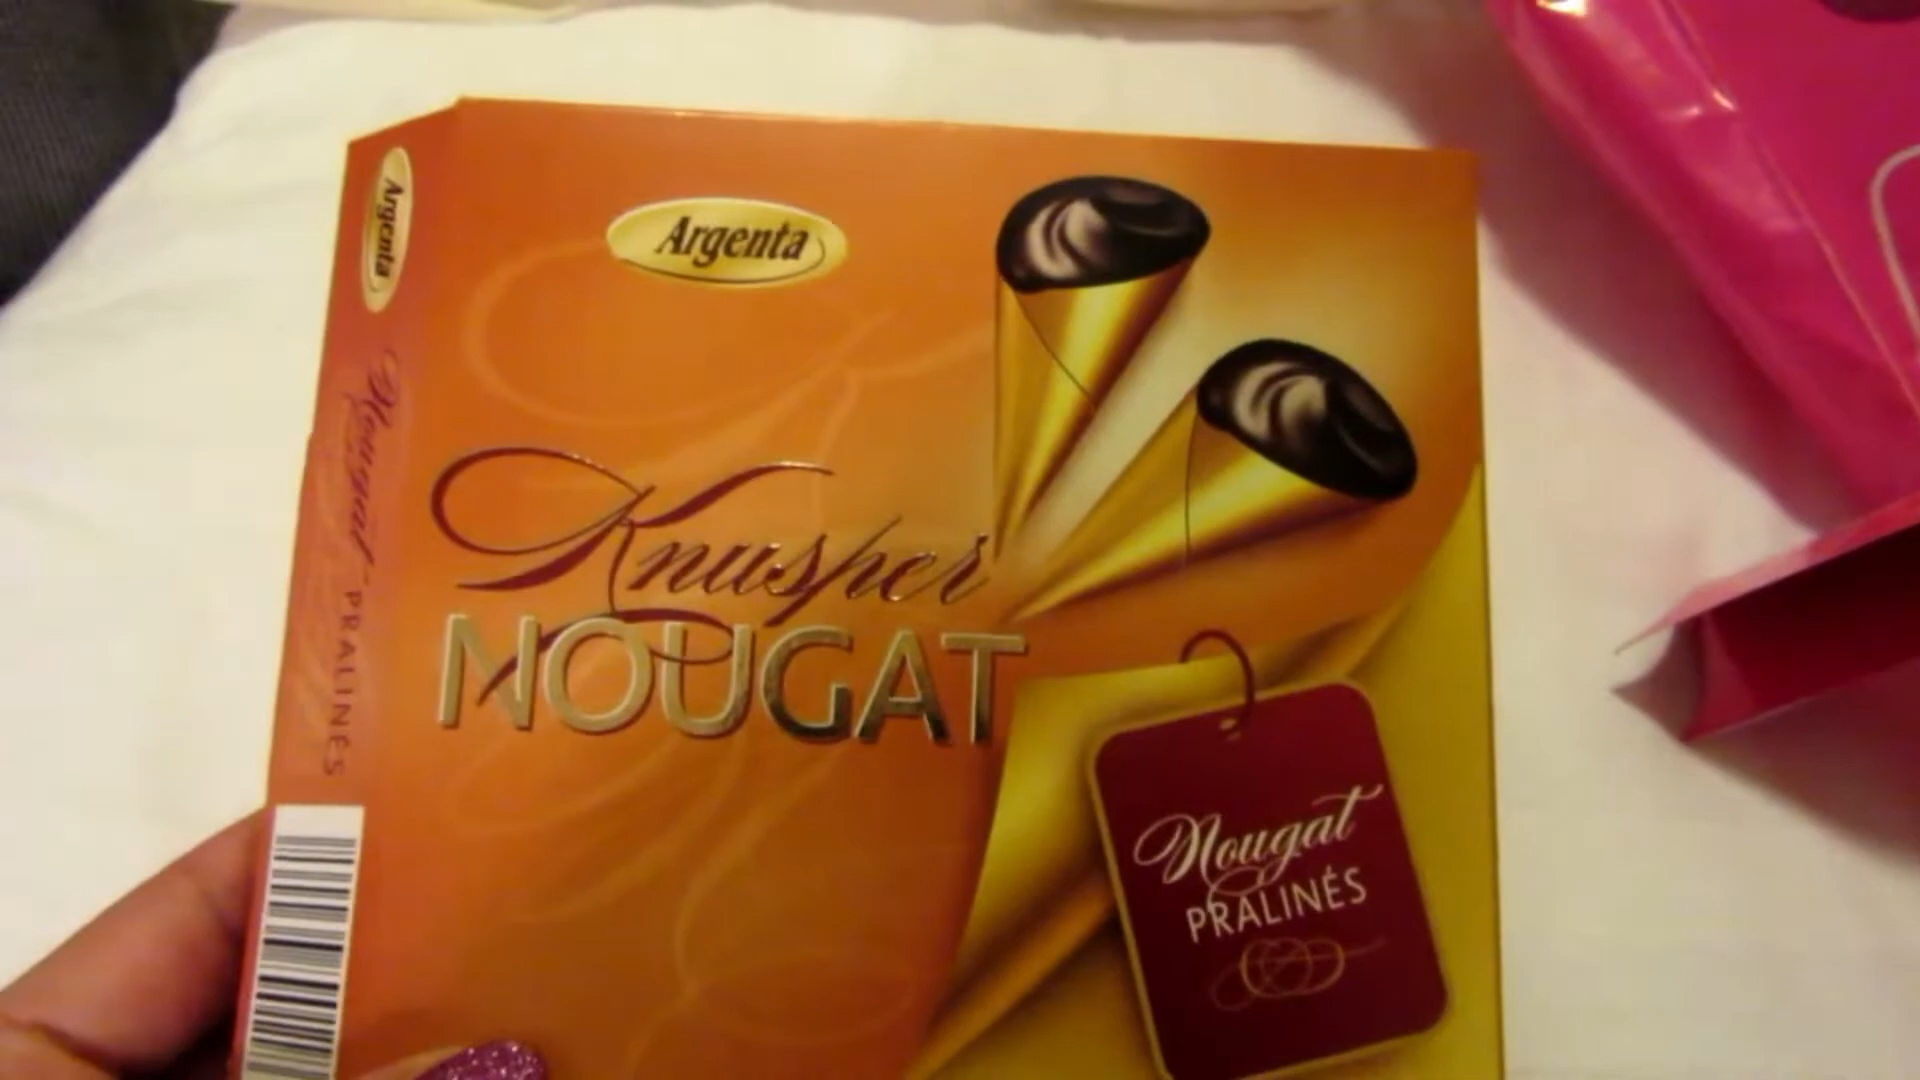 Argenta
Nougat PRALINÉS
Argenta
Knusper
NOUGAT
Nougat
PRALINÉS